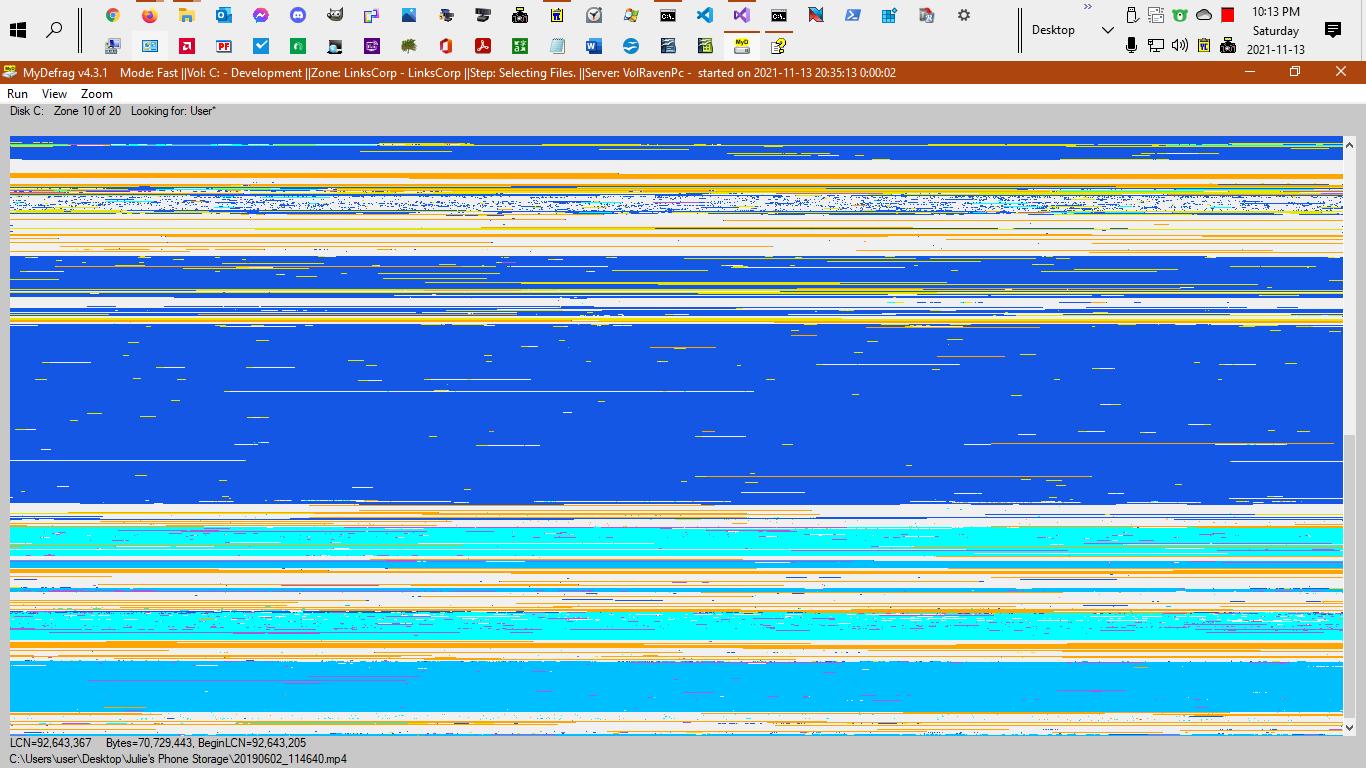 10:13 PM
Desktop
Saturday
2021-11-13
MyDefrag v4.3.1 Mode: Fast ||Vol: C: - Development ||Zone: LinksCorp - LinksCorp ||Step: Selecting Files. ||Server: VolRavenPc - started on 2021-11-13 20:35:13 0:00:02
Run View Zoom
Disk C: Zone 10 of 20 Looking for: User*
LCN=92,643,367 Bytes=70,729,443, BeginLCN=92,643,205
C:\Users\user\Desktop\Julie's Phone Storage\20190602_114640.mp4